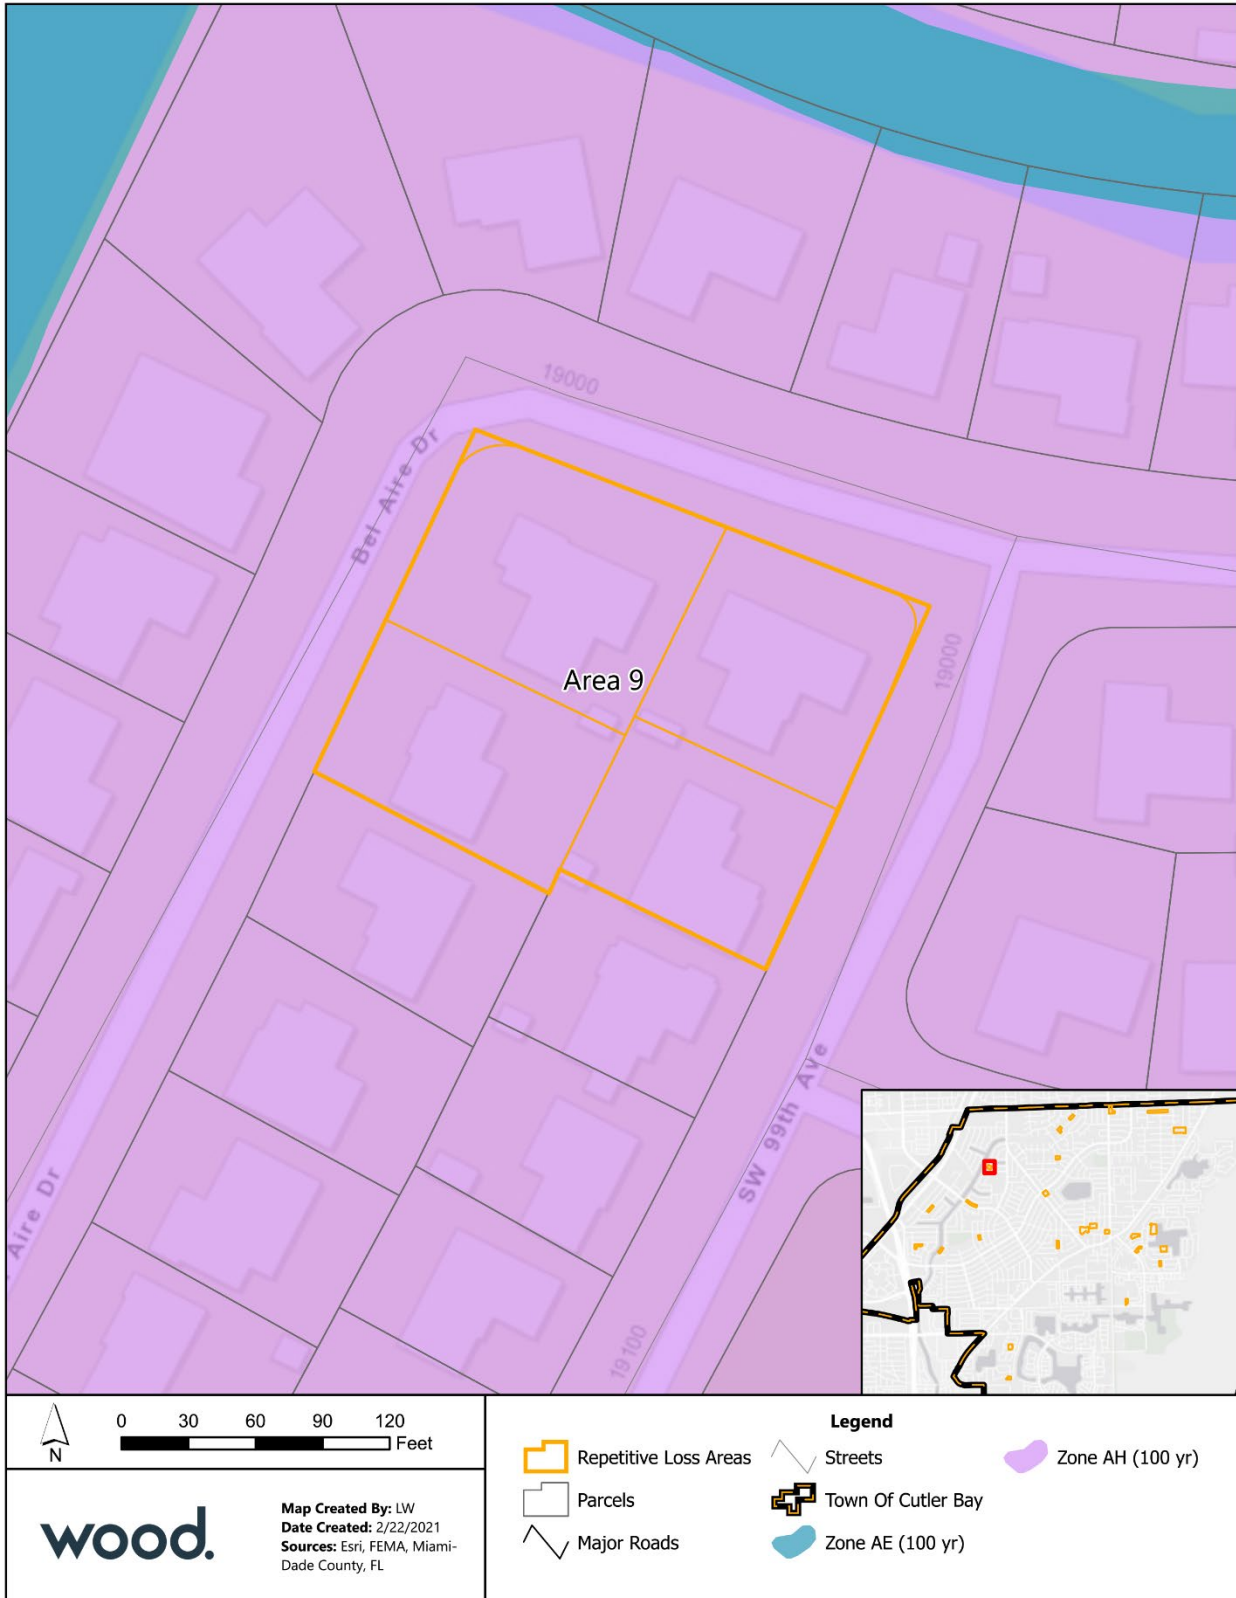 19000
Bel Aire Dr
Area 9
19000
SW 99th Ave
Aire Dr
19100
N
0 30 60 90 120
Feet
wood.
Map Created By: LW
Date Created: 2/22/2021
Sources: Esri, FEMA, Miami-
Dade County, FL
Legend
Repetitive Loss Areas
Parcels
Major Roads
Streets
Town Of Cutler Bay
Zone AE (100 yr)
Zone AH (100 yr)